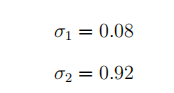 σ₁ = 0.08
σ₂ = 0.92